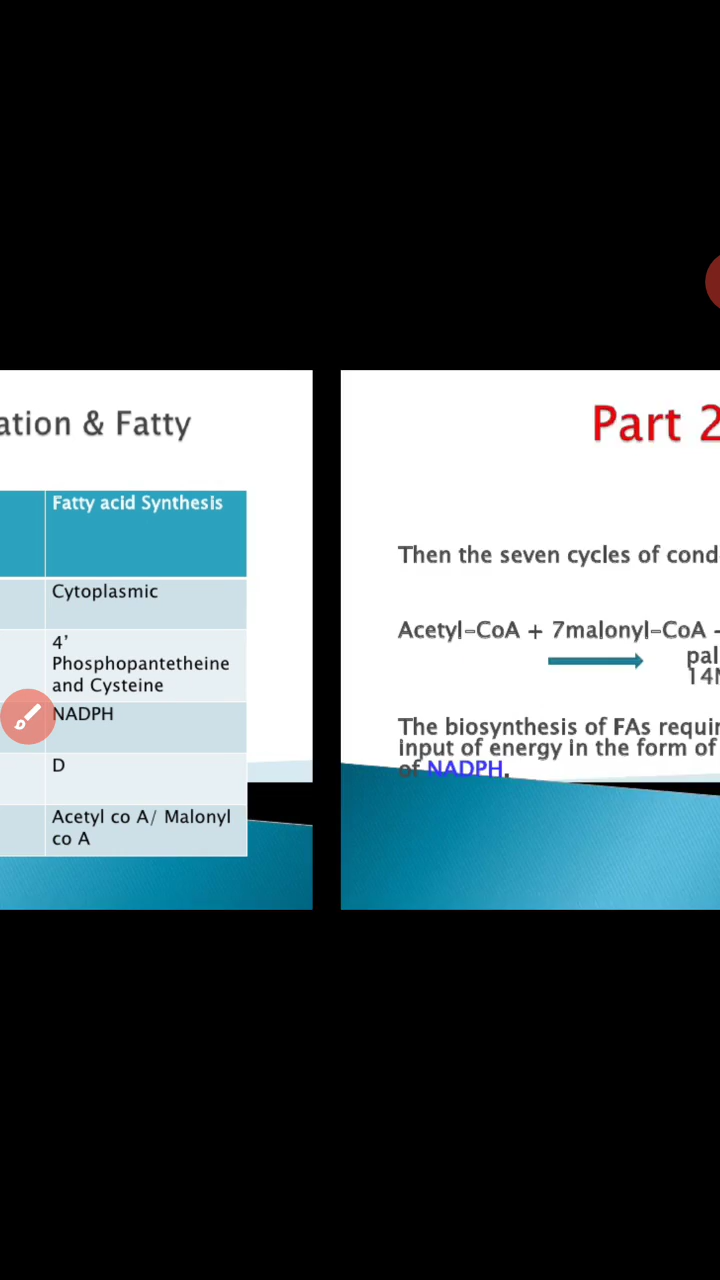 ation & Fatty
Fatty acid Synthesis
Cytoplasmic
4’
Phosphopantetheine
and Cysteine
NADPH
D
Acetyl co A/ Malonyl
co A
Part 2
Then the seven cycles of cond
Acetyl-CoA + 7malonyl-CoA
pal
14
The biosynthesis of FAs requir
input of energy in the form of
of NADPH.